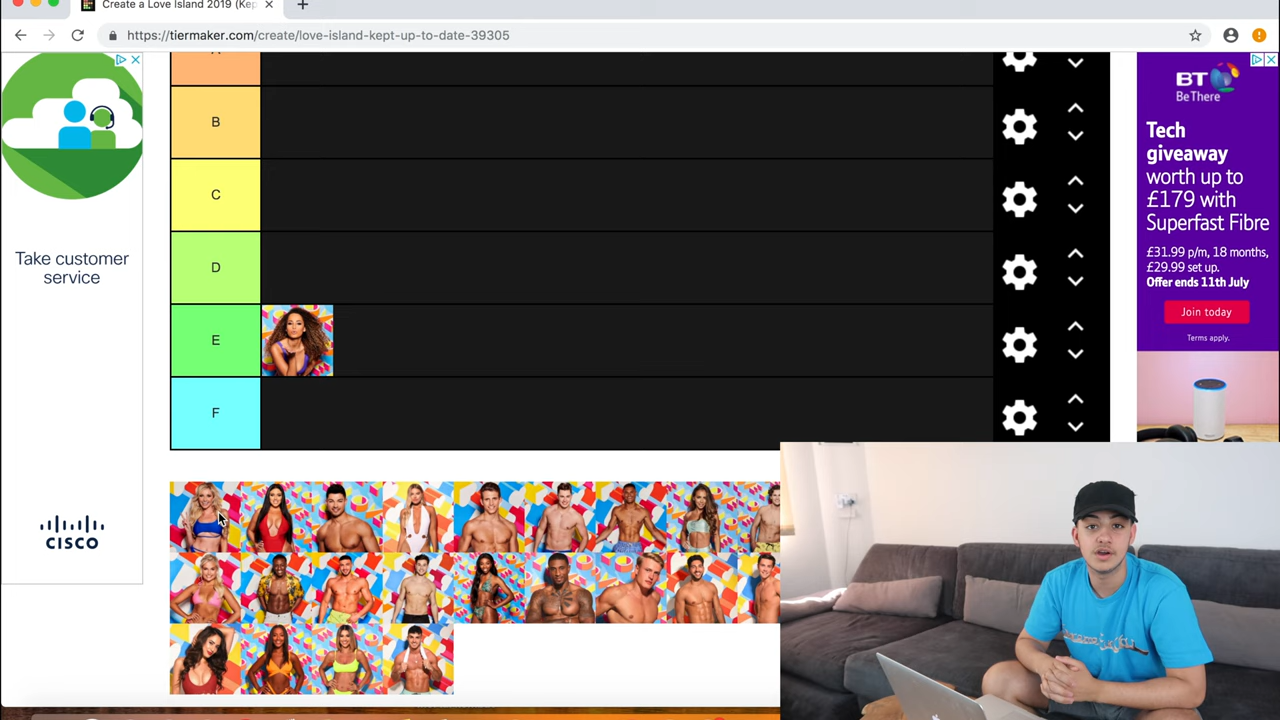 Create a Love Island 2019 (Kep
https://tiermaker.com/create/love-island-kept-up-to-date-39305
B
C
D
E
F
Take customer
service
CISCO
BT
Be There
Tech
giveaway
worth up to
£179 with
Superfast Fibre
£31.99 p/m, 18 months,
£29.99 set up.
Offer ends 11th July
Join today
Terms apply.